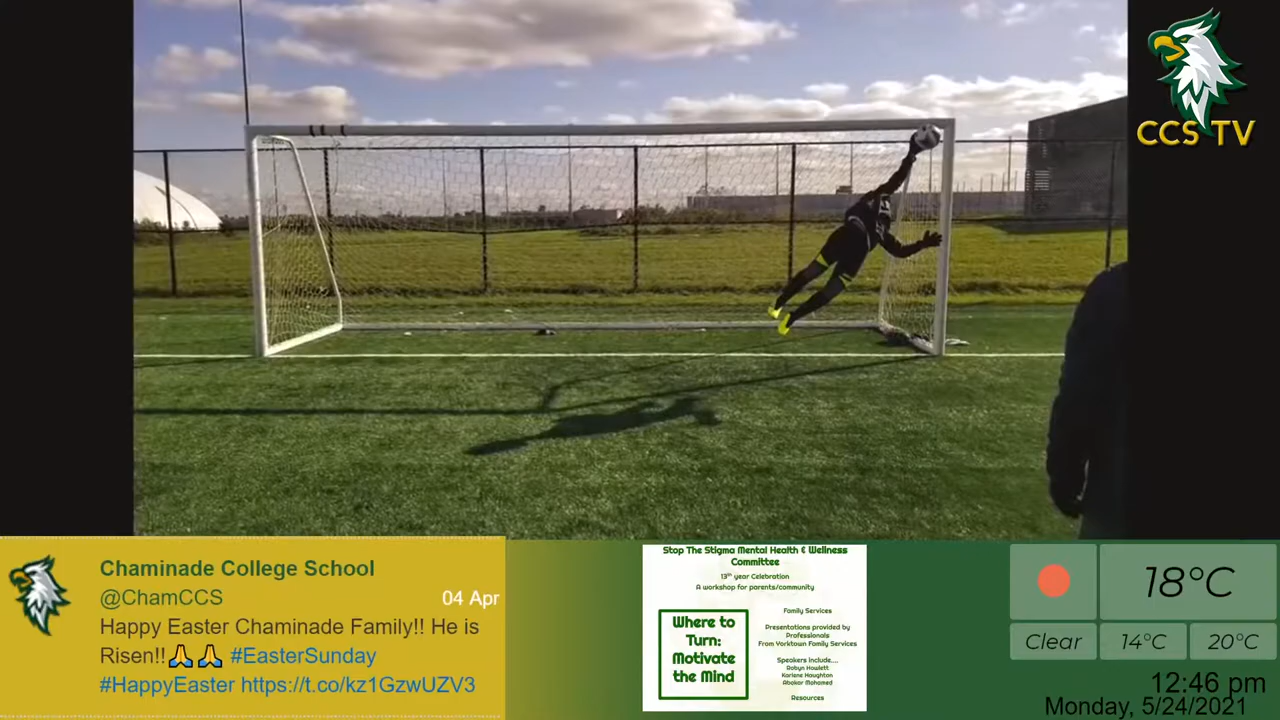 CCS TV
Chaminade College School
@ChamCCS
04 Apr
Happy Easter Chaminade Family!! He is
Risen!!🙏🙏 #EasterSunday
#HappyEaster https://t.co/kz1GzwUZV3
Stop The Stigma Mental Health & Wellness
Committee
13th year Celebration
A workshop for parents/community
Where to
Turn:
Motivate
the Mind
Family Services
Presentations provided by
Professionals
From Yorktown Family Services
Speakers Include....
Robyn Howlett
Karlene Haughton
Abakar Mohamed
Resources
18°C
Clear
14°C
20°C
12:46 pm
Monday, 5/24/2021